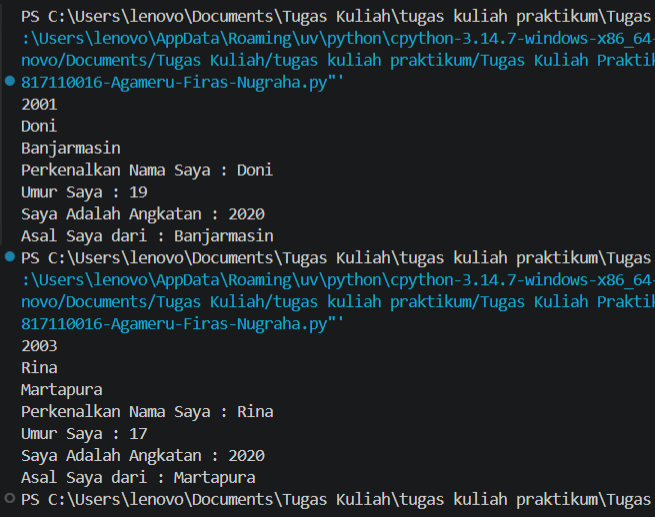 PS C:\Users\lenovo\Documents\Tugas Kuliah\tugas kuliah praktikum\Tugas
:\Users\lenovo\AppData\Roaming\uv\python\cpython-3.14.7-windows-x86_64-
novo/Documents/Tugas Kuliah/tugas kuliah praktikum/Tugas Kuliah Praktik
817110016-Agameru-Firas-Nugraha.py"'
2001
Doni
Banjarmasin
Perkenalkan Nama Saya : Doni
Umur Saya : 19
Saya Adalah Angkatan : 2020
Asal Saya dari : Banjarmasin
PS C:\Users\lenovo\Documents\Tugas Kuliah\tugas kuliah praktikum\Tugas
:\Users\lenovo\AppData\Roaming\uv\python\cpython-3.14.7-windows-x86_64-
novo/Documents/Tugas Kuliah/tugas kuliah praktikum/Tugas Kuliah Praktik
817110016-Agameru-Firas-Nugraha.py"'
2003
Rina
Martapura
Perkenalkan Nama Saya : Rina
Umur Saya : 17
Saya Adalah Angkatan : 2020
Asal Saya dari : Martapura
PS C:\Users\lenovo\Documents\Tugas Kuliah\tugas kuliah praktikum\Tugas